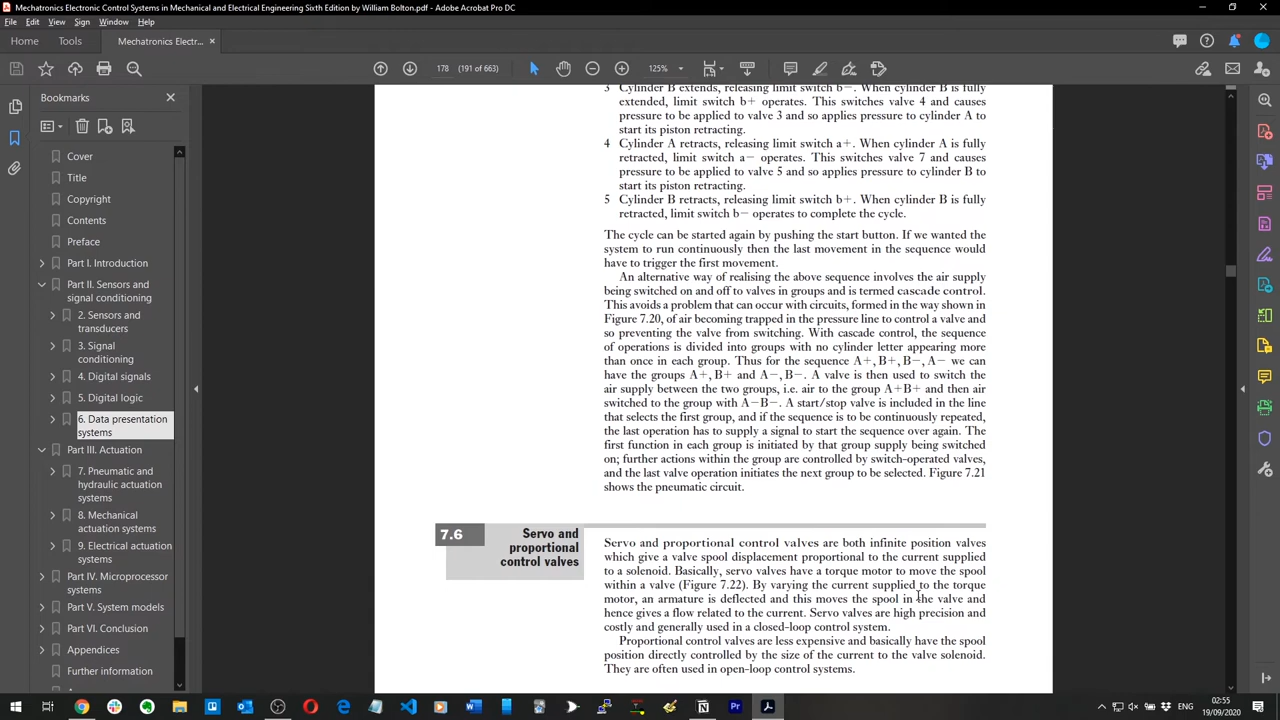 Mechatronics Electronic Control Systems in Mechanical and Electrical Engineering Sixth Edition by William Bolton.pdf - Adobe Acrobat Pro DC
File Edit View Sign Window Help
Home Tools Mechatronics Electr... ×
178 (191 of 663) 125%
Bookmarks
Cover
Title
Copyright
Contents
Preface
Part I. Introduction
Part II. Sensors and
signal conditioning
2. Sensors and
transducers
3. Signal
conditioning
4. Digital signals
5. Digital logic
6. Data presentation
systems
Part III. Actuation
7. Pneumatic and
hydraulic actuation
systems
8. Mechanical
actuation systems
9. Electrical actuation
systems
Part IV. Microprocessor
systems
Part V. System models
Part VI. Conclusion
Appendices
Further information
3 Cylinder B extends, releasing limit switch b−. When cylinder B is fully
extended, limit switch b+ operates. This switches valve 4 and causes
pressure to be applied to valve 3 and so applies pressure to cylinder A to
start its piston retracting.
4 Cylinder A retracts, releasing limit switch a+. When cylinder A is fully
retracted, limit switch a− operates. This switches valve 7 and causes
pressure to be applied to valve 5 and so applies pressure to cylinder B to
start its piston retracting.
5 Cylinder B retracts, releasing limit switch b+. When cylinder B is fully
retracted, limit switch b− operates to complete the cycle.
The cycle can be started again by pushing the start button. If we wanted the
system to run continuously then the last movement in the sequence would
have to trigger the first movement.
An alternative way of realising the above sequence involves the air supply
being switched on and off to valves in groups and is termed cascade control.
This avoids a problem that can occur with circuits, formed in the way shown in
Figure 7.20, of air becoming trapped in the pressure line to control a valve and
so preventing the valve from switching. With cascade control, the sequence
of operations is divided into groups with no cylinder letter appearing more
than once in each group. Thus for the sequence A+, B+, B−, A− we can
have the groups A+, B+ and A−, B−. A valve is then used to switch the
air supply between the two groups, i.e. air to the group A+B+ and then air
switched to the group with A−B−. A start/stop valve is included in the line
that selects the first group, and if the sequence is to be continuously repeated,
the last operation has to supply a signal to start the sequence over again. The
first function in each group is initiated by that group supply being switched
on; further actions within the group are controlled by switch-operated valves,
and the last valve operation initiates the next group to be selected. Figure 7.21
shows the pneumatic circuit.
7.6 Servo and
proportional
control valves
Servo and proportional control valves are both infinite position valves
which give a valve spool displacement proportional to the current supplied
to a solenoid. Basically, servo valves have a torque motor to move the spool
within a valve (Figure 7.22). By varying the current supplied to the torque
motor, an armature is deflected and this moves the spool in the valve and
hence gives a flow related to the current. Servo valves are high precision and
costly and generally used in a closed-loop control system.
Proportional control valves are less expensive and basically have the spool
position directly controlled by the size of the current to the valve solenoid.
They are often used in open-loop control systems.
02:55
19/09/2020